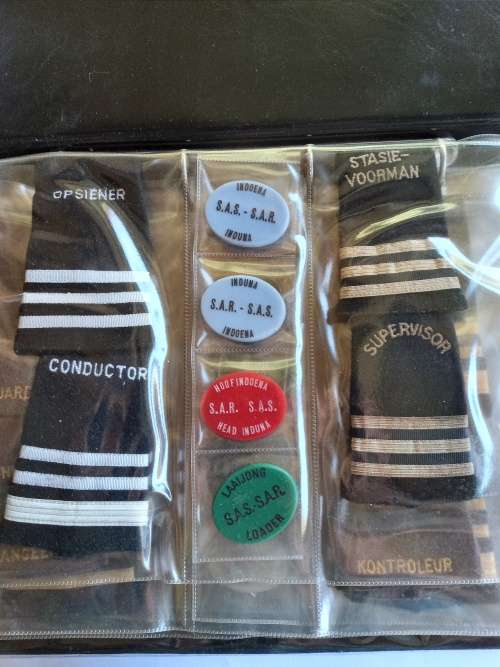 OPSIENER
CONDUCTOR
INDOENA
S.A.S. - S.A.R.
INDUNA
INDUNA
S.A.R. - S.A.S.
INDOENA
HOOFINDOENA
S.A.R. S.A.S.
HEAD INDUNA
LAAIJONG
S.A.S.-S.A.R.
LOADER
STASIE-
VOORMAN
SUPERVISOR
KONTROLEUR